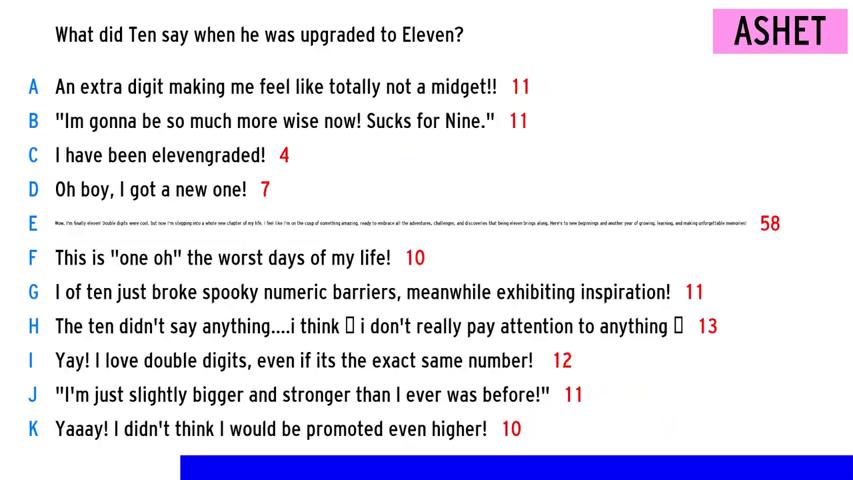 What did Ten say when he was upgraded to Eleven?
ASHET
A An extra digit making me feel like totally not a midget!! 11
B "Im gonna be so much more wise now! Sucks for Nine." 11
C I have been elevengraded! 4
D Oh boy, I got a new one! 7
E Wow, I'm finally eleven! Double digits were cool, but now I'm stepping into a whole new chapter of my life. I feel like I'm on the cusp of something amazing, ready to embrace all the adventures, challenges, and discoveries that being eleven brings along. Here's to new beginnings and another year of growing, learning, and making unforgettable memories! 58
F This is "one oh" the worst days of my life! 10
G I of ten just broke spooky numeric barriers, meanwhile exhibiting inspiration! 11
H The ten didn't say anything....i think ▯ i don't really pay attention to anything ▯ 13
I Yay! I love double digits, even if its the exact same number! 12
J "I'm just slightly bigger and stronger than I ever was before!" 11
K Yaaay! I didn't think I would be promoted even higher! 10